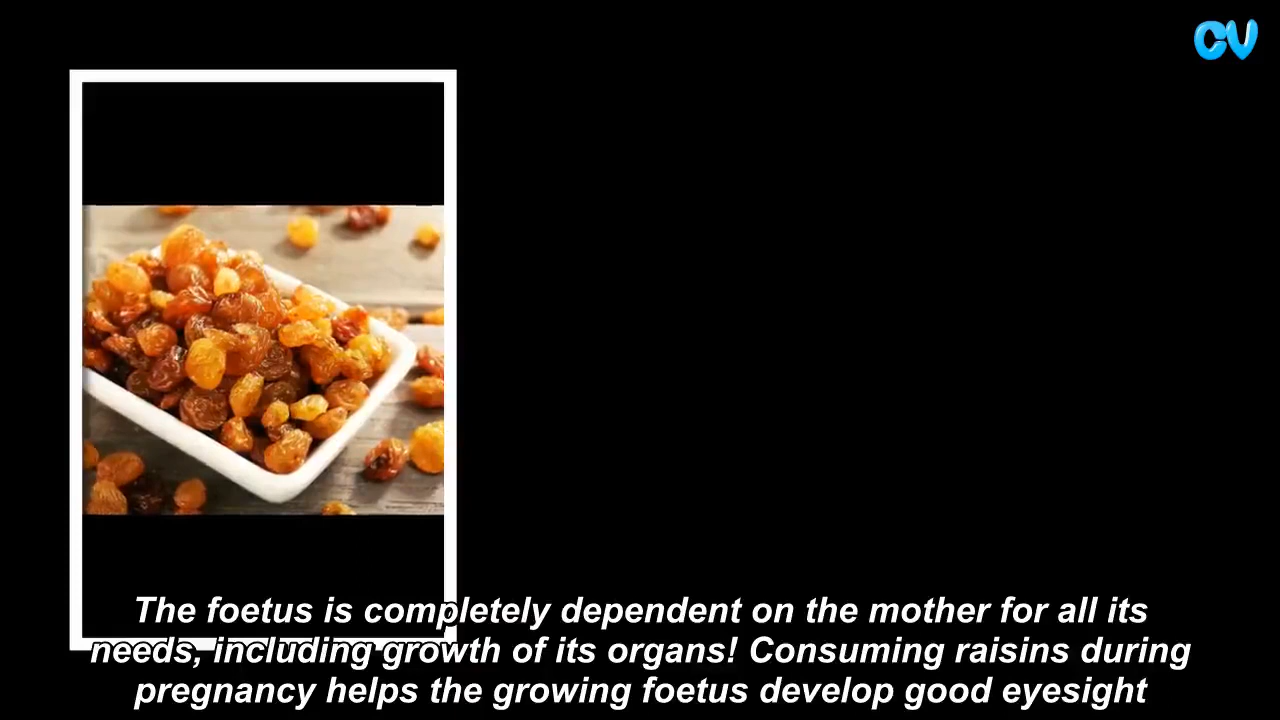 CV
The foetus is completely dependent on the mother for all its
needs, including growth of its organs! Consuming raisins during
pregnancy helps the growing foetus develop good eyesight